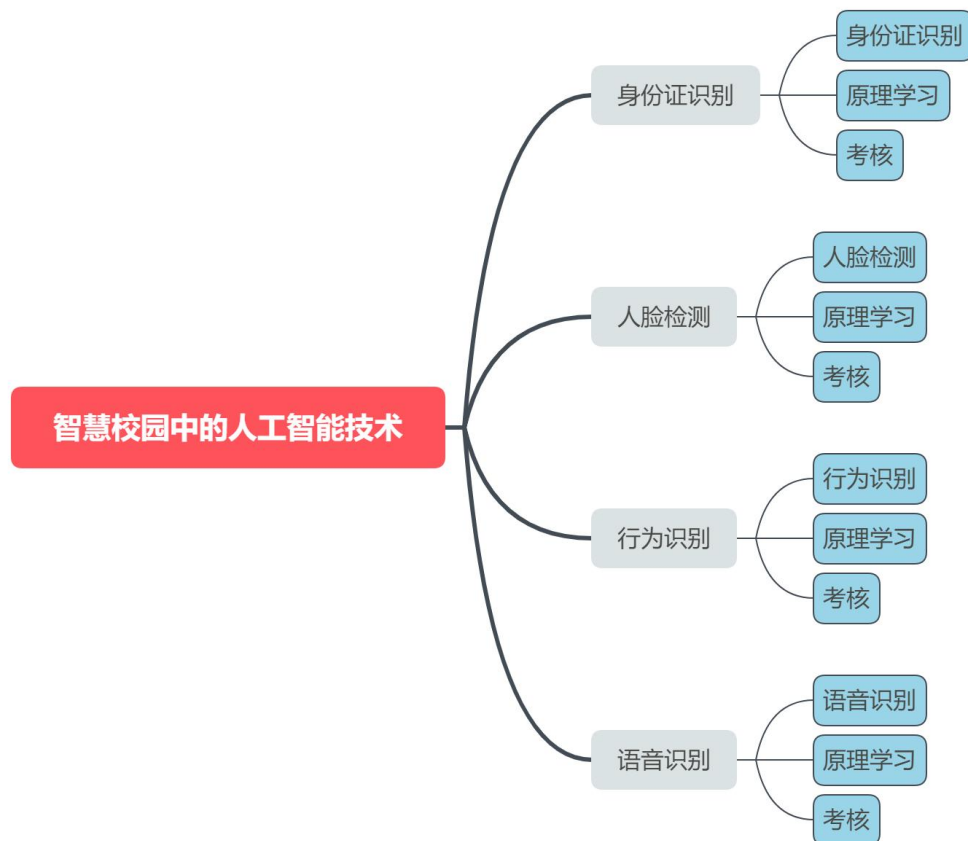 智慧校园中的人工智能技术
身份证识别
身份证识别
原理学习
考核
人脸检测
人脸检测
原理学习
考核
行为识别
行为识别
原理学习
考核
语音识别
语音识别
原理学习
考核